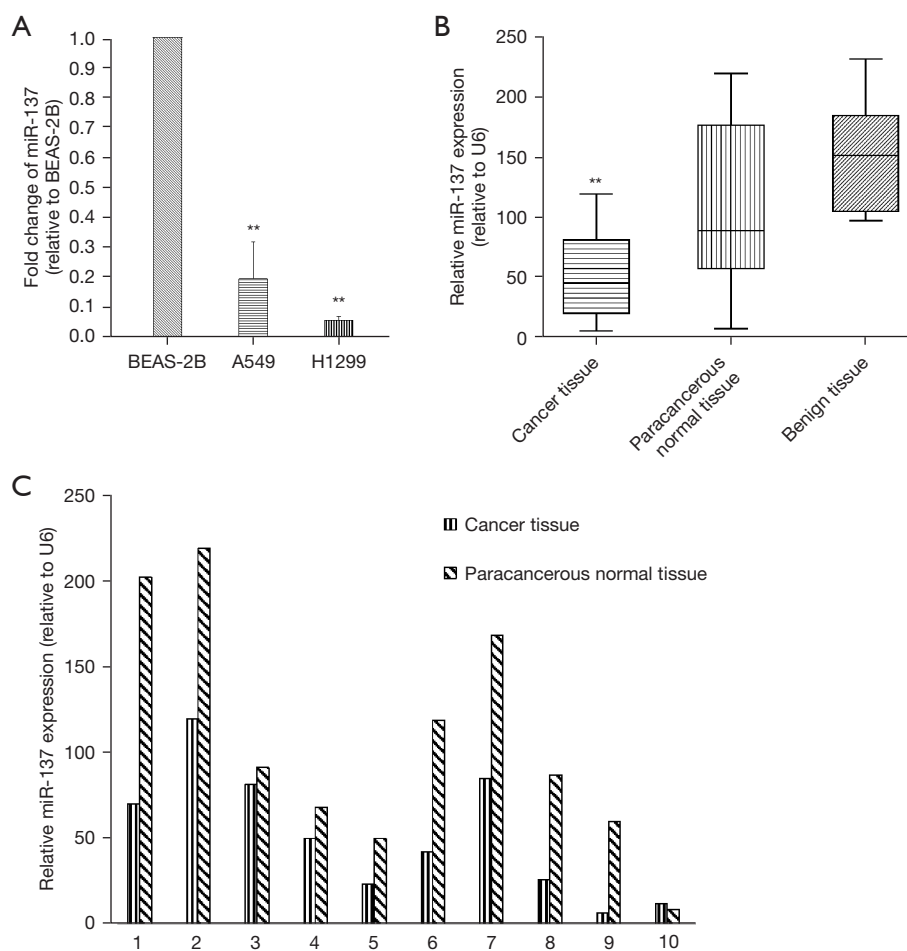 A
Fold change of miR-137
(relative to BEAS-2B)
1.0
0.9
0.8
0.7
0.6
0.5
0.4
0.3
0.2
0.1
0.0
**
**
BEAS-2B
A549
H1299
B
Relative miR-137 expression
(relative to U6)
250
200
150
100
50
0
**
Cancer tissue
Paracancerous
normal tissue
Benign tissue
C
Relative miR-137 expression (relative to U6)
250
200
150
100
50
0
Cancer tissue
Paracancerous normal tissue
1
2
3
4
5
6
7
8
9
10